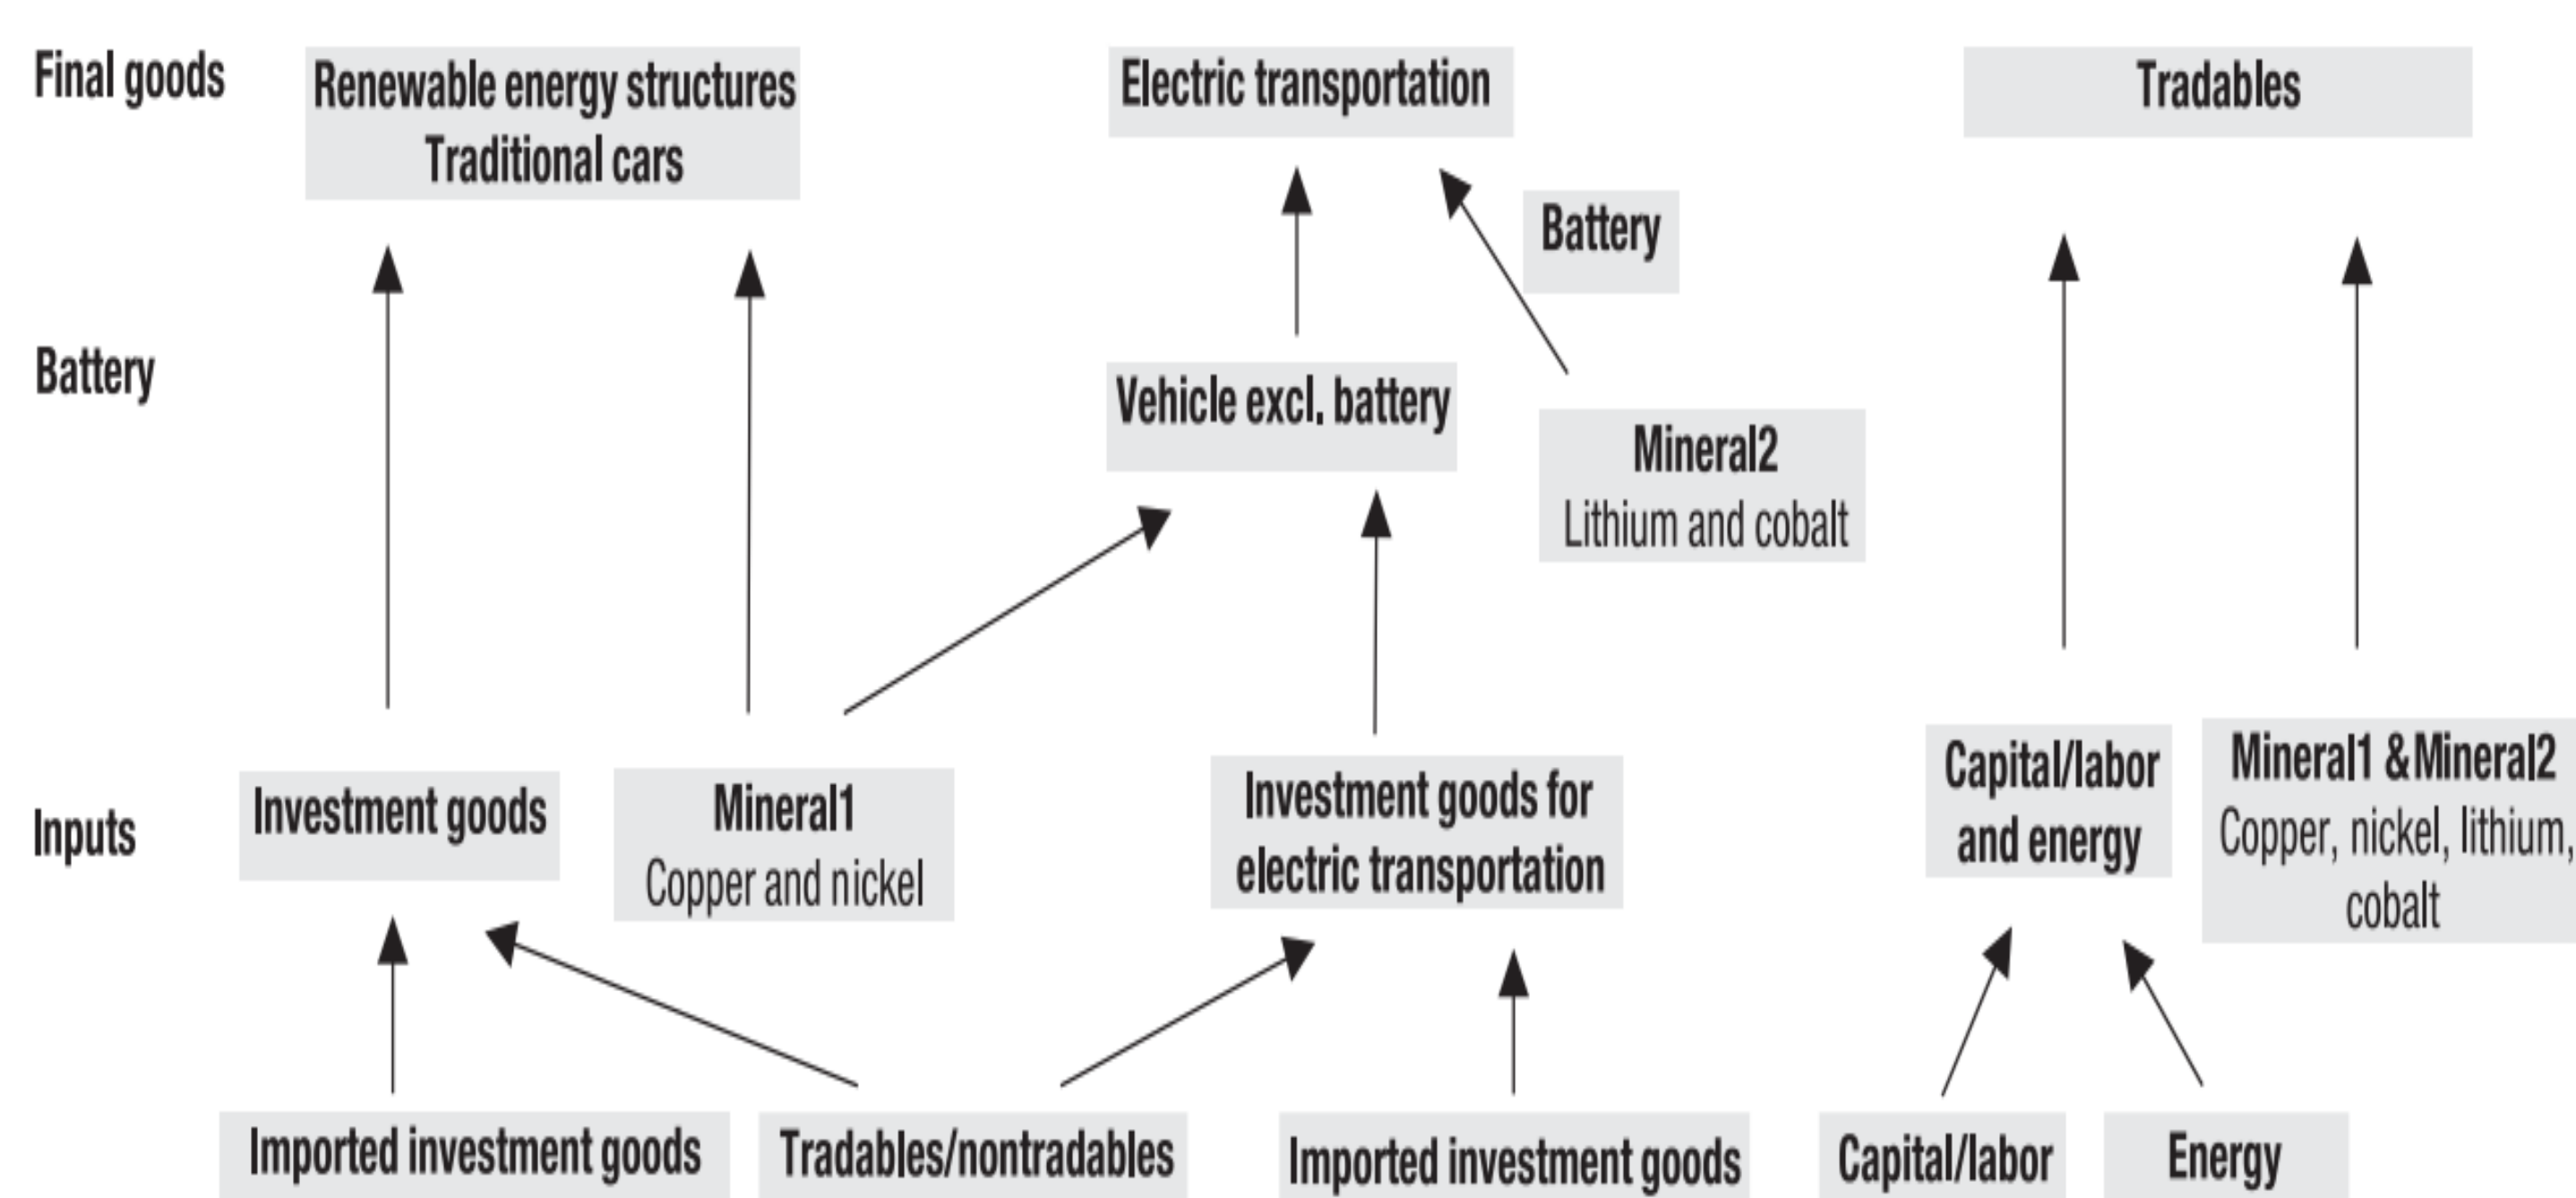 Final goods
Renewable energy structures
Traditional cars
Electric transportation
Tradables
Battery
Battery
Vehicle excl. battery
Mineral2
Lithium and cobalt
Inputs
Investment goods
Mineral1
Copper and nickel
Investment goods for
electric transportation
Capital/labor
and energy
Mineral1 &Mineral2
Copper, nickel, lithium,
cobalt
Imported investment goods
Tradables/nontradables
Imported investment goods
Capital/labor
Energy